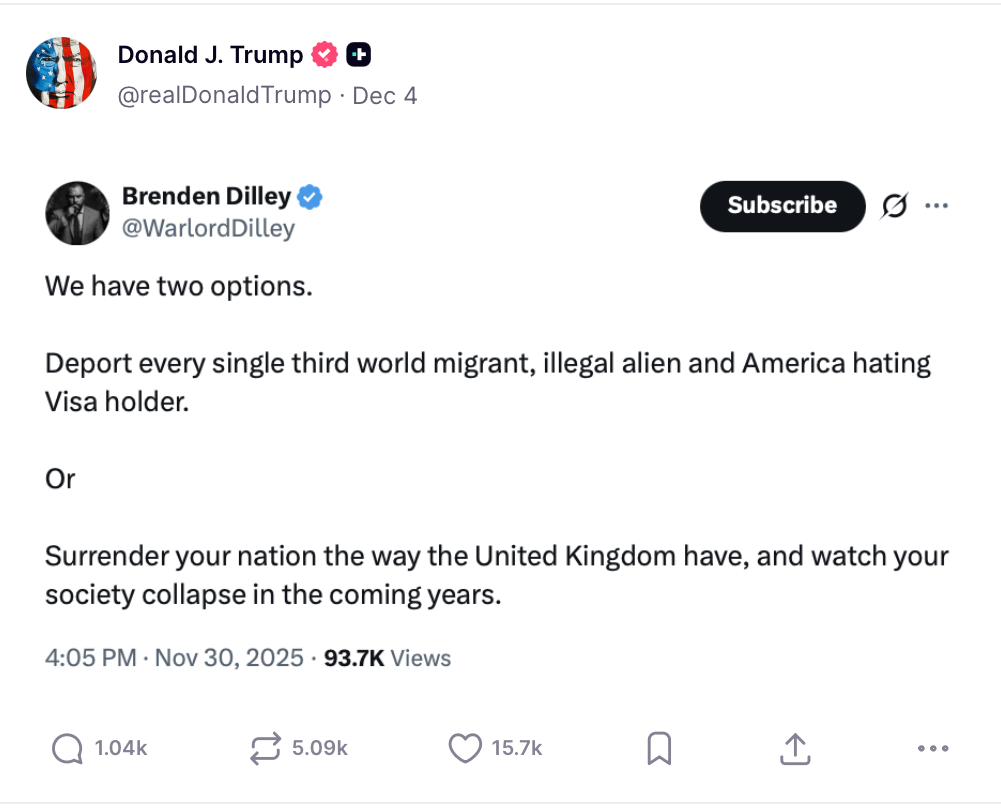 Donald J. Trump
@realDonaldTrump · Dec 4
Brenden Dilley
@WarlordDilley
Subscribe
We have two options.
Deport every single third world migrant, illegal alien and America hating
Visa holder.
Or
Surrender your nation the way the United Kingdom have, and watch your
society collapse in the coming years.
4:05 PM · Nov 30, 2025 · 93.7K Views
1.04k 5.09k 15.7k